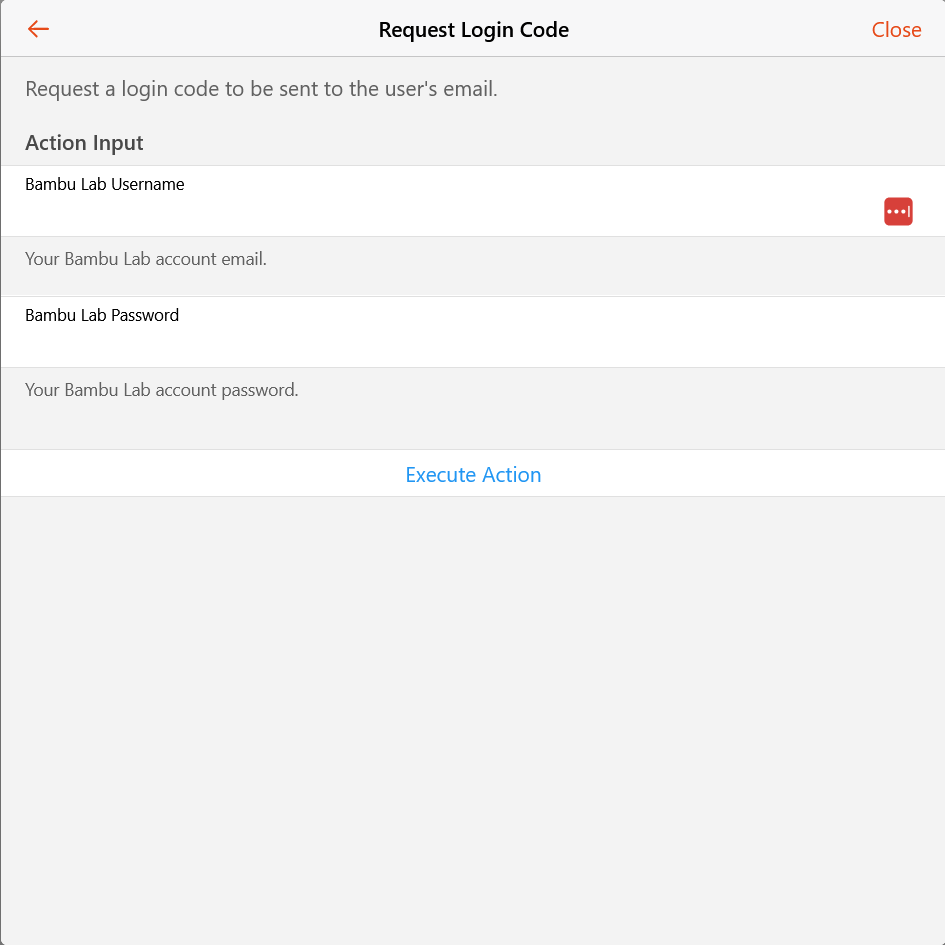 Request Login Code
Close
Request a login code to be sent to the user's email.
Action Input
Bambu Lab Username
Your Bambu Lab account email.
Bambu Lab Password
Your Bambu Lab account password.
Execute Action